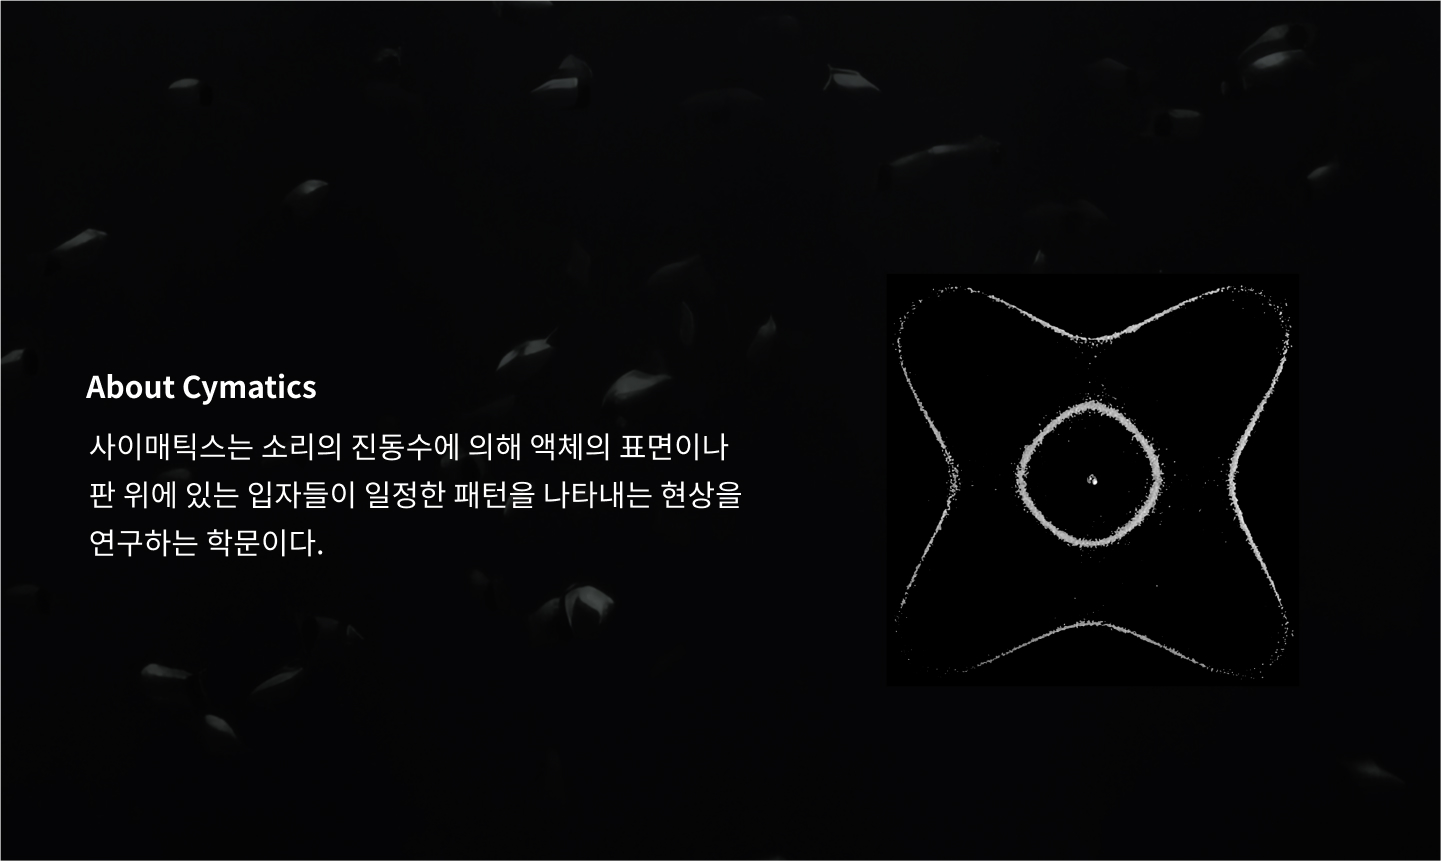 About Cymatics
사이매틱스는 소리의 진동수에 의해 액체의 표면이나
판 위에 있는 입자들이 일정한 패턴을 나타내는 현상을
연구하는 학문이다.